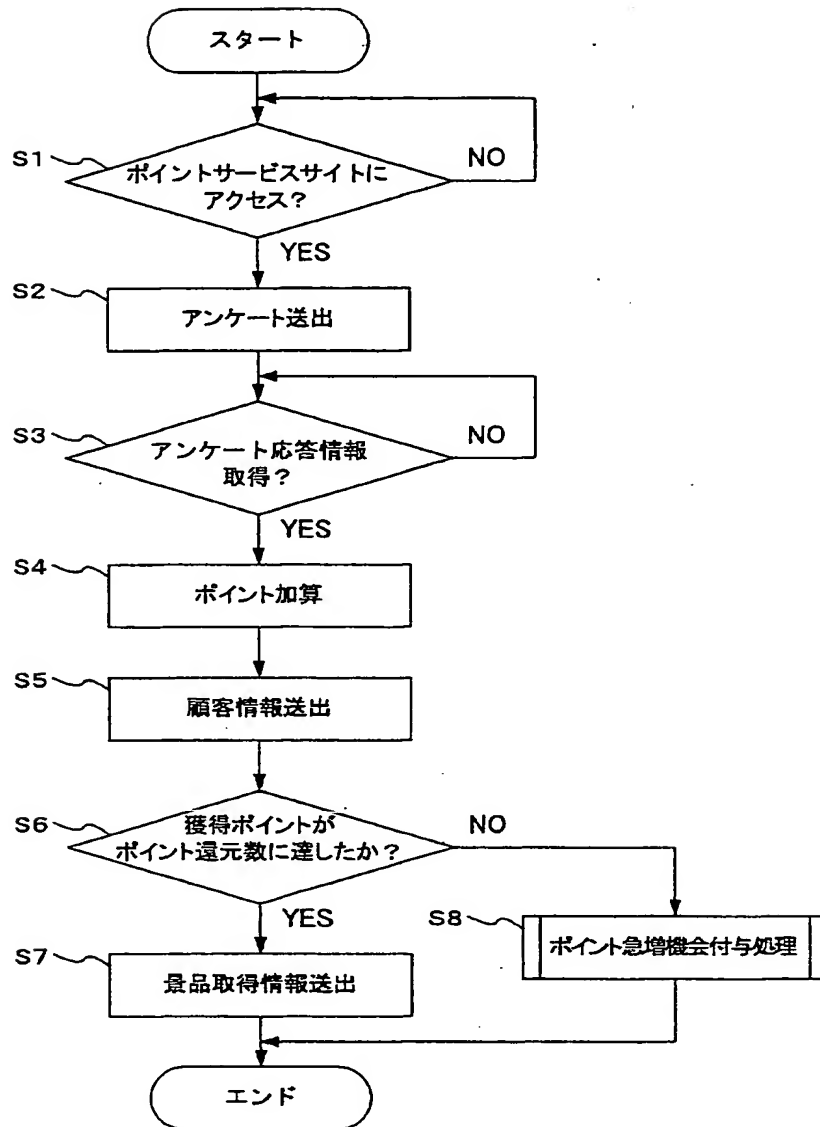 スタート
S1
ポイントサービスサイトに
アクセス?
NO
YES
S2
アンケート送出
S3
アンケート応答情報
取得?
NO
YES
S4
ポイント加算
S5
顧客情報送出
S6
獲得ポイントが
ポイント還元数に達したか?
NO
YES
S7
景品取得情報送出
S8
ポイント急増機会付与処理
エンド